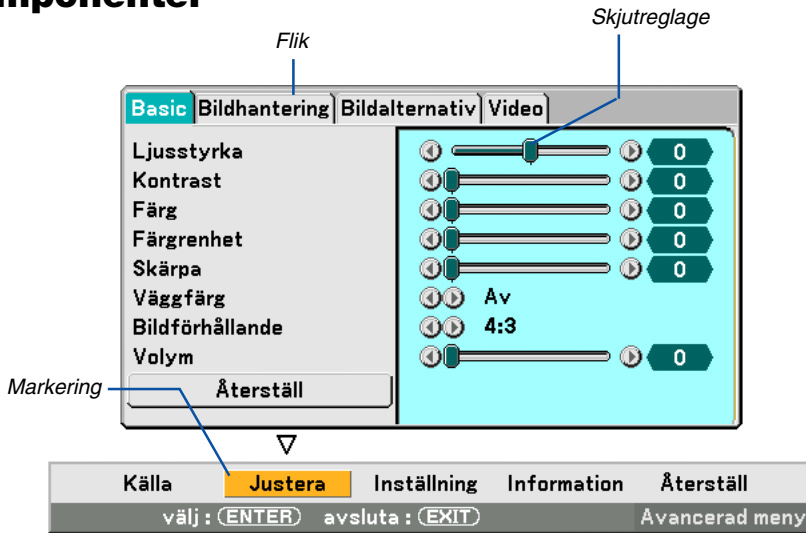 Skjutreglage
Flik
Basic Bildhantering Bildalternativ Video
Ljusstyrka 0
Kontrast 0
Färg 0
Färgrenhet 0
Skärpa 0
Väggfärg Av
Bildförhållande 4:3
Volym 0
Markering
Återställ
Källa Justera Inställning Information Återställ
välj : ENTER avsluta : EXIT Avancerad meny